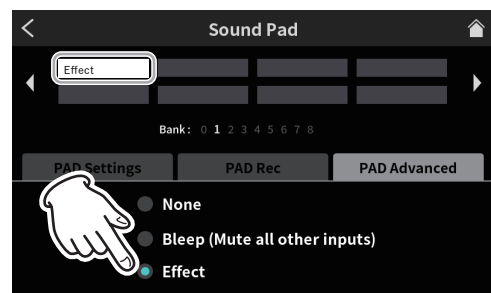 Sound Pad
Effect
Bank: 0 1 2 3 4 5 6 7 8
PAD Settings PAD Rec PAD Advanced
None
Bleep (Mute all other inputs)
Effect